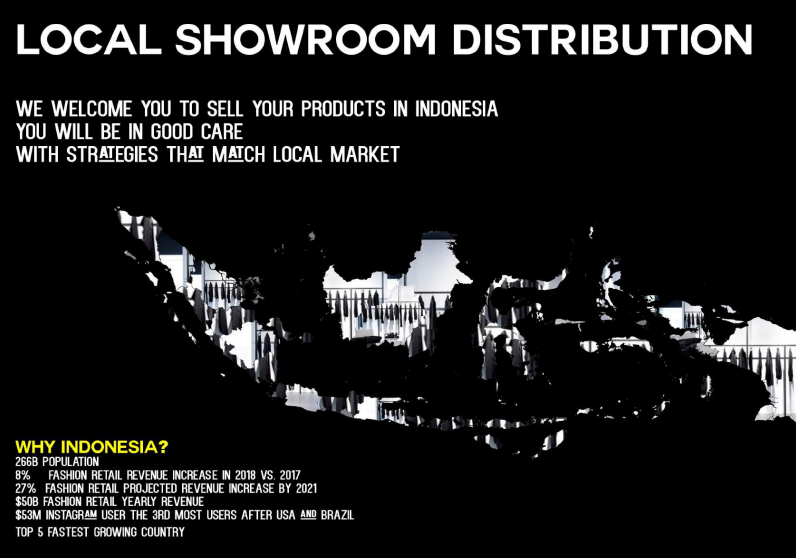 LOCAL SHOWROOM DISTRIBUTION
WE WELCOME YOU TO SELL YOUR PRODUCTS IN INDONESIA
YOU WILL BE IN GOOD CARE
WITH STRATEGIES THAT MATCH LOCAL MARKET
WHY INDONESIA?
266B POPULATION
8% FASHION RETAIL REVENUE INCREASE IN 2018 VS. 2017
27% FASHION RETAIL PROJECTED REVENUE INCREASE BY 2021
$50B FASHION RETAIL YEARLY REVENUE
$53M INSTAGRAM USER THE 3RD MOST USERS AFTER USA AND BRAZIL
TOP 5 FASTEST GROWING COUNTRY